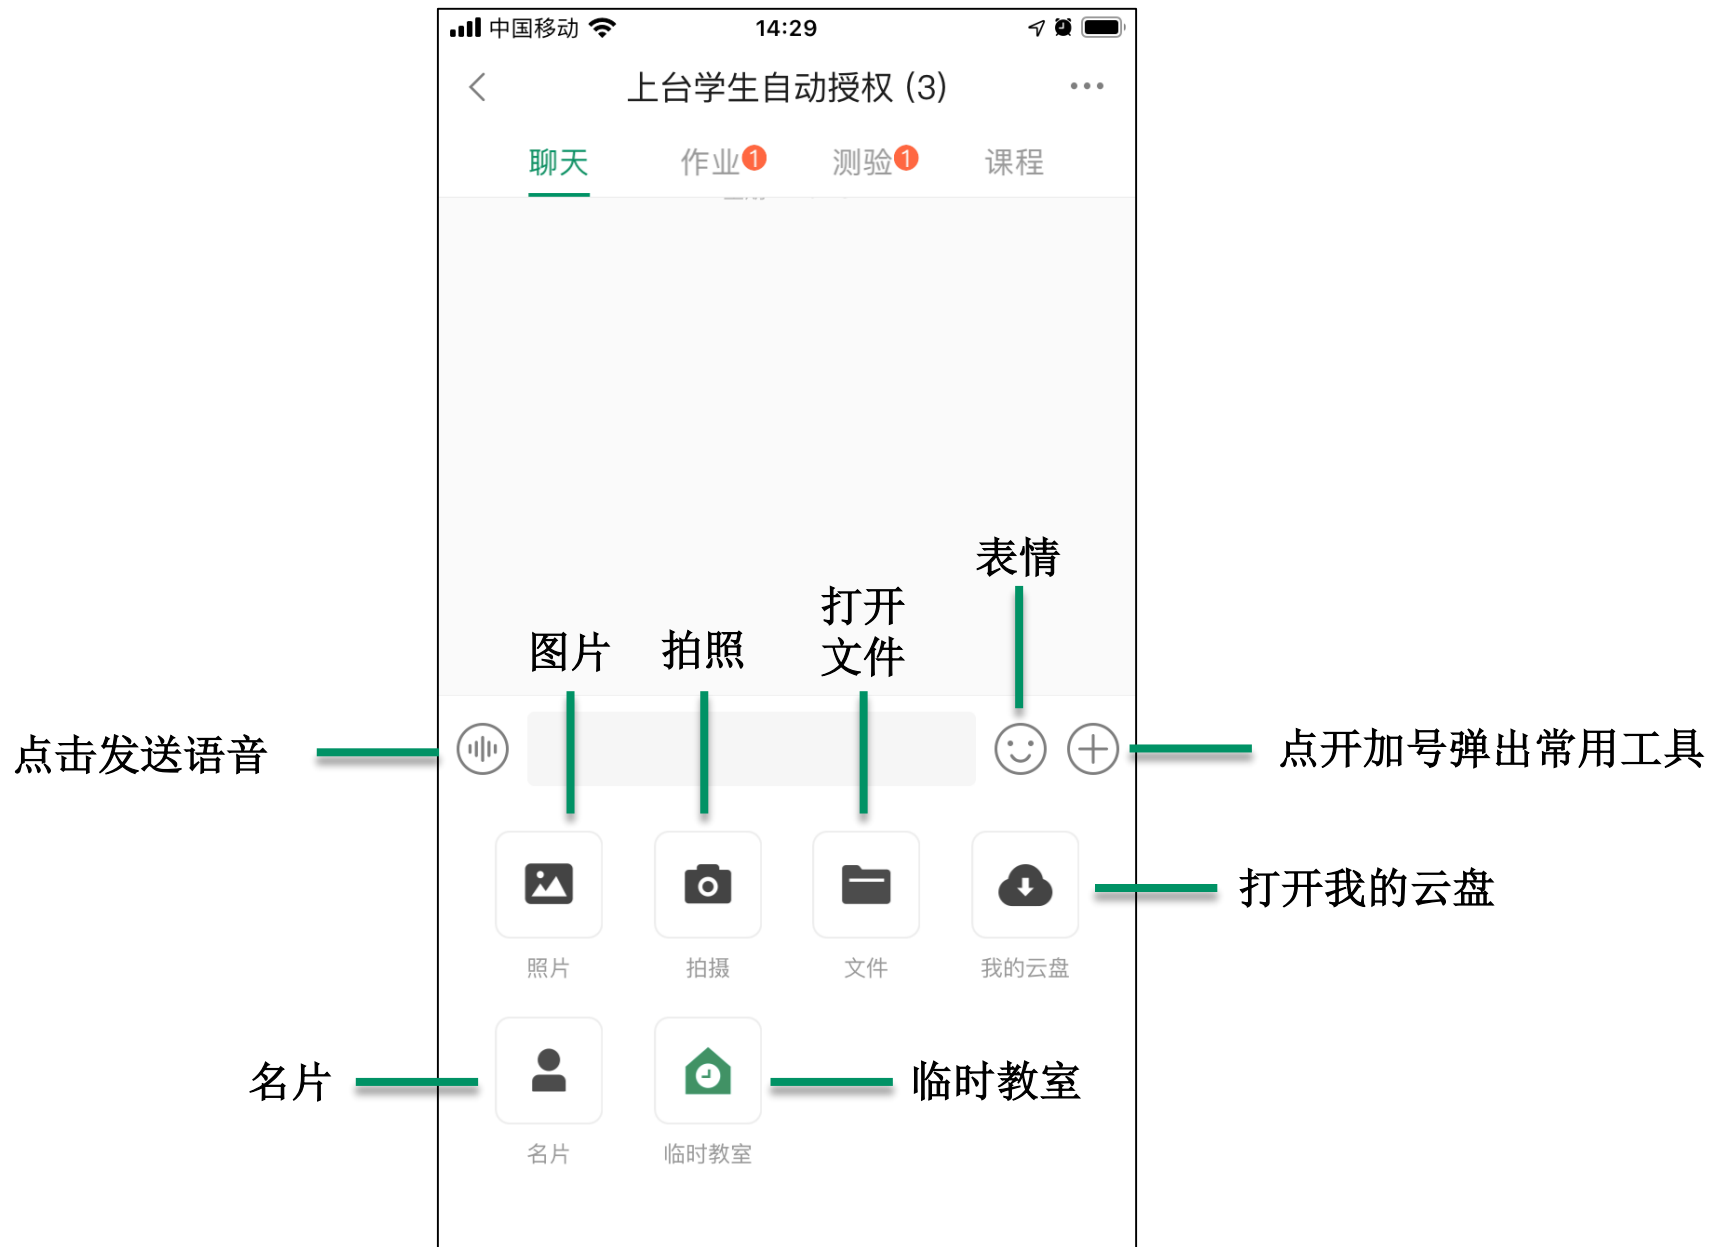 中国移动
14:29
上台学生自动授权 (3)
聊天
作业
1
测验
1
课程
表情
打开
文件
图片
拍照
点击发送语音
点开加号弹出常用工具
打开我的云盘
照片
拍摄
文件
我的云盘
名片
临时教室
名片
临时教室